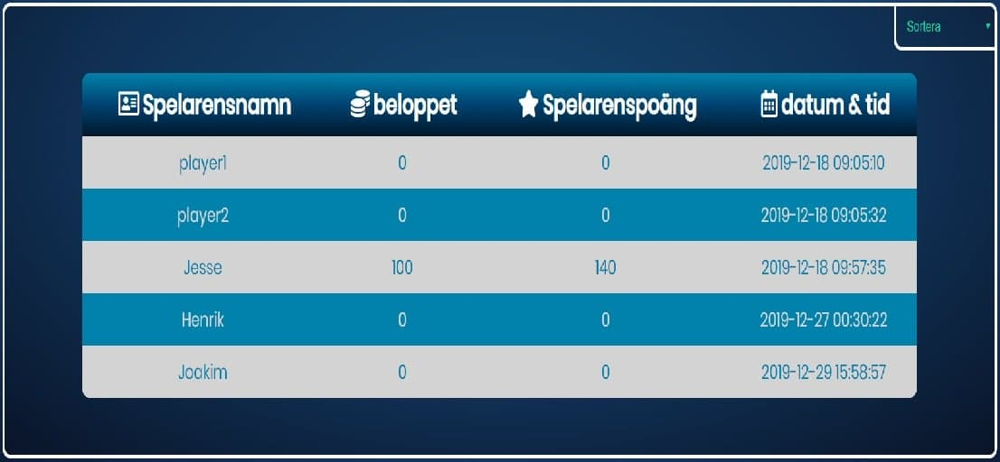 Sortera
Spelarensnamn beloppet Spelarenspoäng datum & tid
player1 0 0 2019-12-18 09:05:10
player2 0 0 2019-12-18 09:05:32
Jesse 100 140 2019-12-18 09:57:35
Henrik 0 0 2019-12-27 00:30:22
Joakim 0 0 2019-12-29 15:58:57